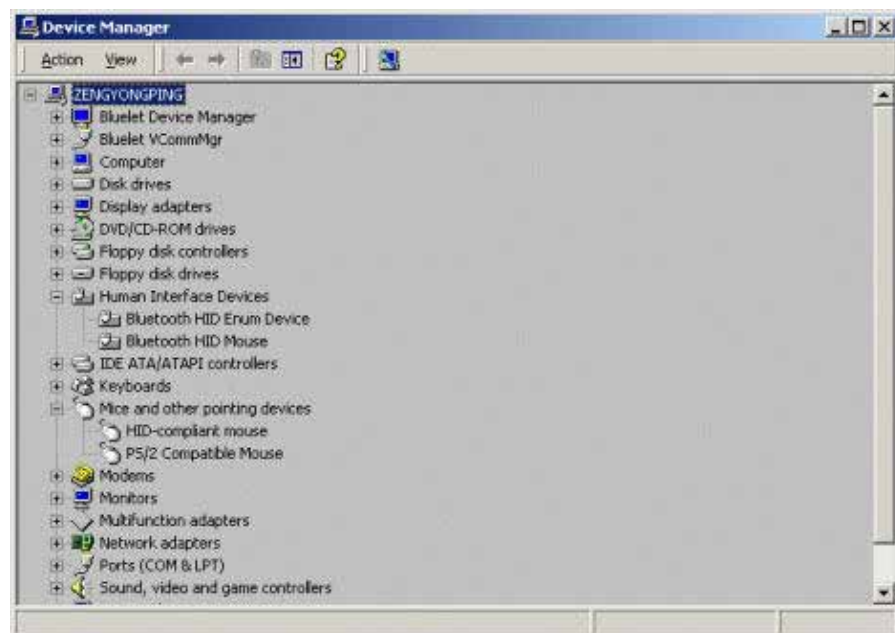 Device Manager
Action View
ZENGYONGPING
Bluelet Device Manager
Bluelet VCommMgr
Computer
Disk drives
Display adapters
DVD/CD-ROM drives
Floppy disk controllers
Floppy disk drives
Human Interface Devices
Bluetooth HID Enum Device
Bluetooth HID Mouse
IDE ATA/ATAPI controllers
Keyboards
Mice and other pointing devices
HID-compliant mouse
PS/2 Compatible Mouse
Modems
Monitors
Multifunction adapters
Network adapters
Ports (COM & LPT)
Sound, video and game controllers